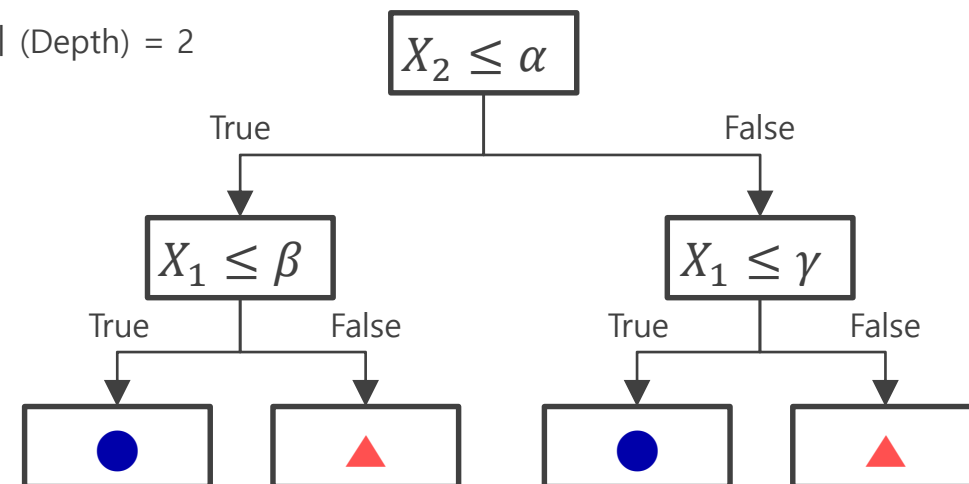 (Depth) = 2
X₂ ≤ α
True False
X₁ ≤ β X₁ ≤ γ
True False True False